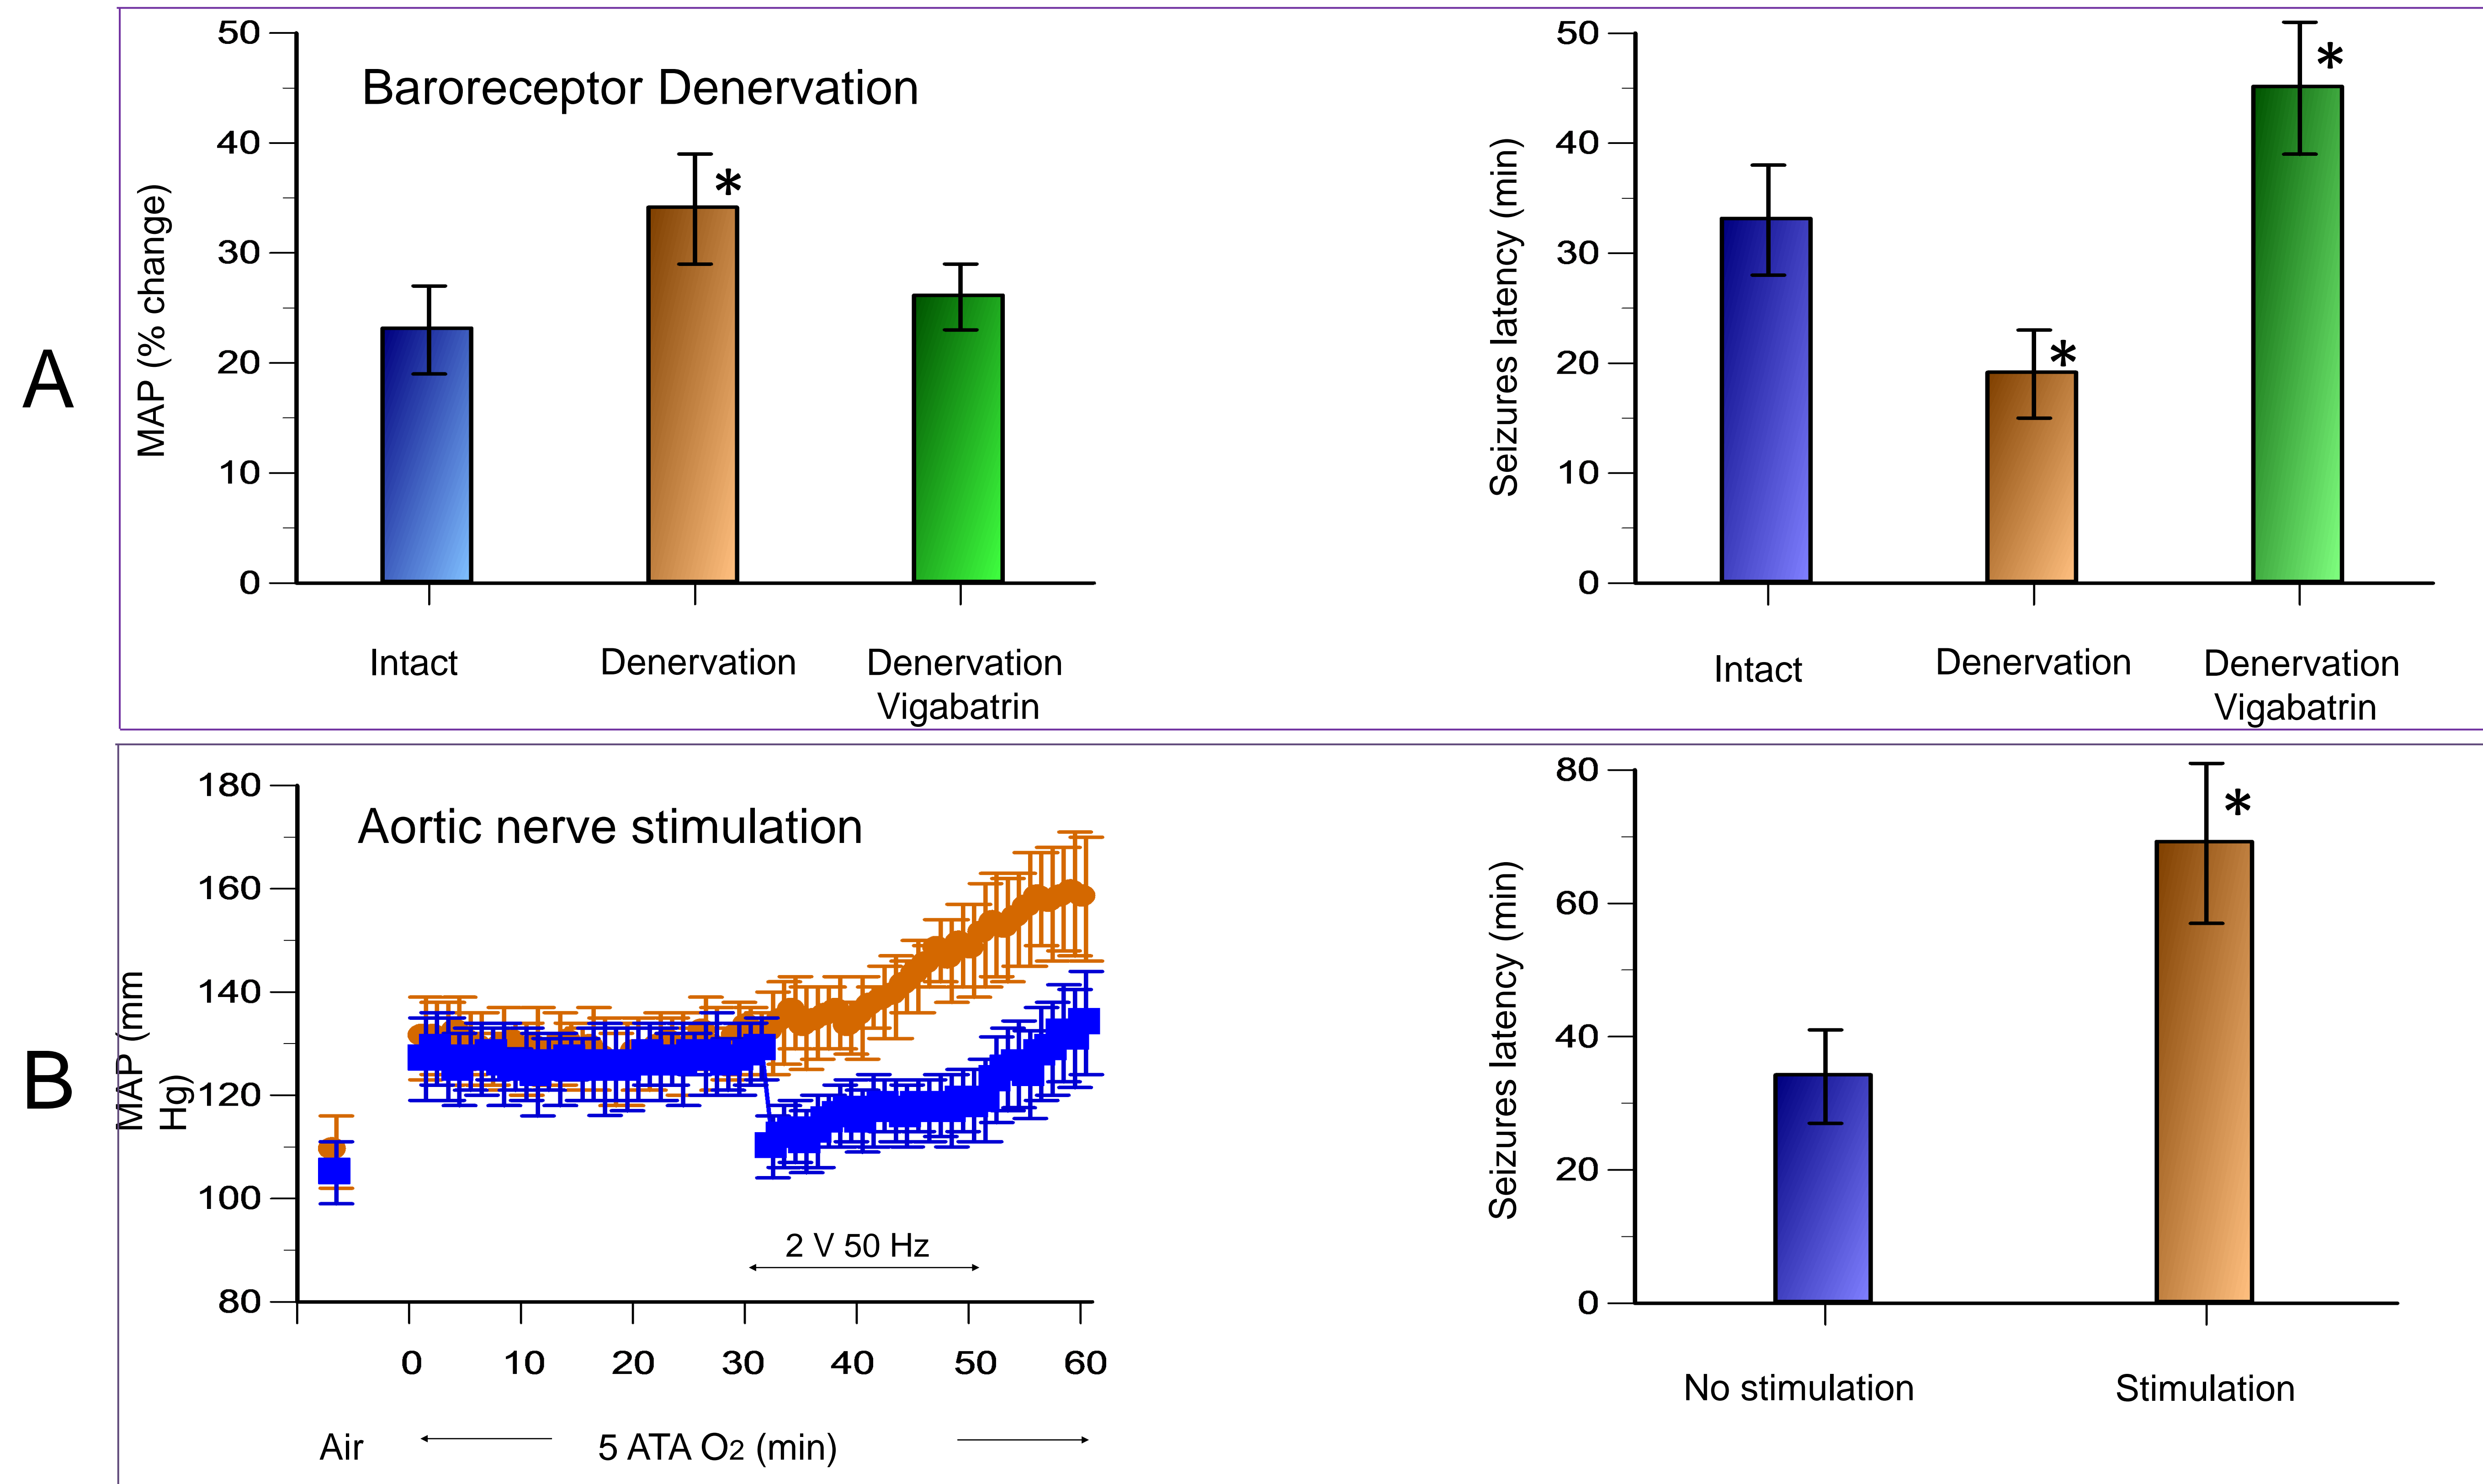 A
Baroreceptor Denervation
MAP (% change)
50
40
30
20
10
0
*
Intact
Denervation
Denervation
Vigabatrin
Seizures latency (min)
50
40
30
20
10
0
*
*
Intact
Denervation
Denervation
Vigabatrin
B
Aortic nerve stimulation
MAP (mm
Hg)
180
160
140
120
100
80
2 V 50 Hz
0 10 20 30 40 50 60
Air
5 ATA O2 (min)
Seizures latency (min)
80
60
40
20
0
*
No stimulation
Stimulation